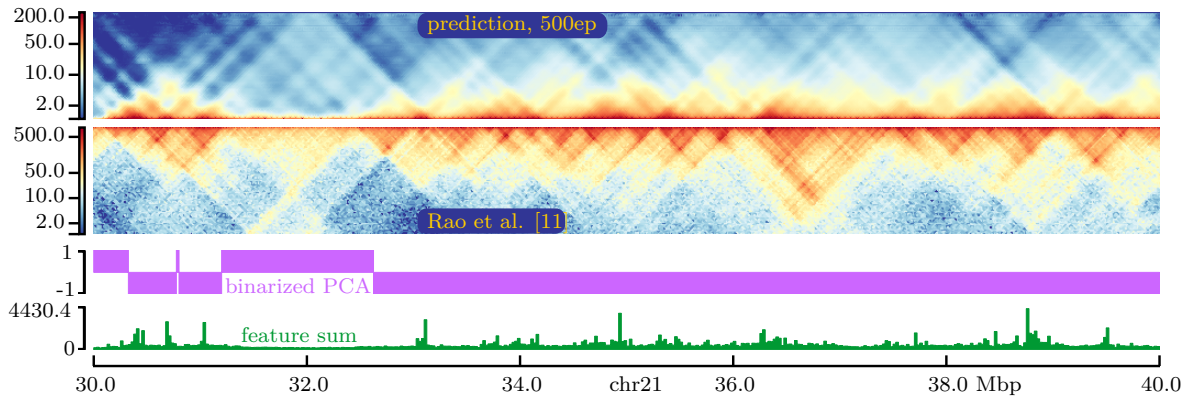 200.0
50.0
10.0
2.0
prediction, 500ep
500.0
50.0
10.0
2.0
Rao et al. [11]
1
-1
binarized PCA
4430.4
0
feature sum
30.0 32.0 34.0 chr21 36.0 38.0 Mbp 40.0